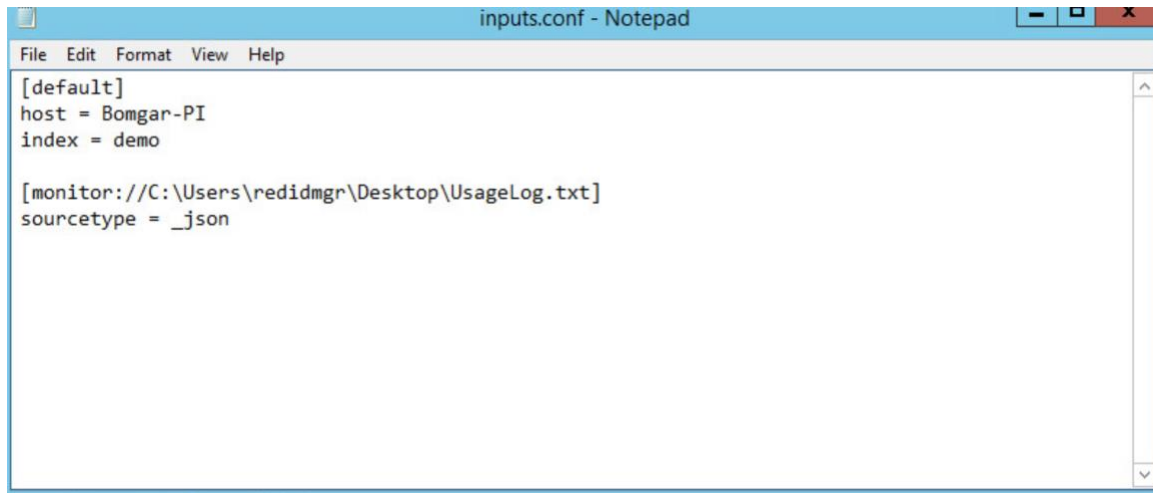 inputs.conf - Notepad
File Edit Format View Help
[default]
host = Bomgar-PI
index = demo
[monitor://C:\Users\redidmgr\Desktop\UsageLog.txt]
sourcetype = _json